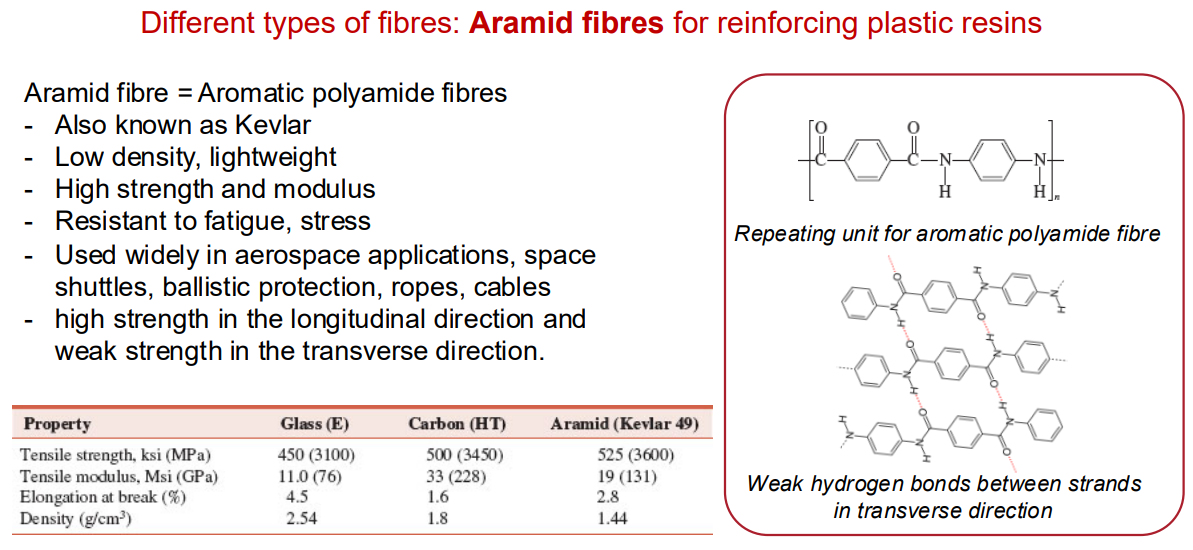 Different types of fibres: Aramid fibres for reinforcing plastic resins
Aramid fibre = Aromatic polyamide fibres
- Also known as Kevlar
- Low density, lightweight
- High strength and modulus
- Resistant to fatigue, stress
- Used widely in aerospace applications, space
shuttles, ballistic protection, ropes, cables
- high strength in the longitudinal direction and
weak strength in the transverse direction.
Property Glass (E) Carbon (HT) Aramid (Kevlar 49)
Tensile strength, ksi (MPa) 450 (3100) 500 (3450) 525 (3600)
Tensile modulus, Msi (GPa) 11.0 (76) 33 (228) 19 (131)
Elongation at break (%) 4.5 1.6 2.8
Density (g/cm³) 2.54 1.8 1.44
O O
C C N N
H H n
Repeating unit for aromatic polyamide fibre
H O H
N N N H
H O O H
N N
H O O H
H N N
N H O
Weak hydrogen bonds between strands
in transverse direction